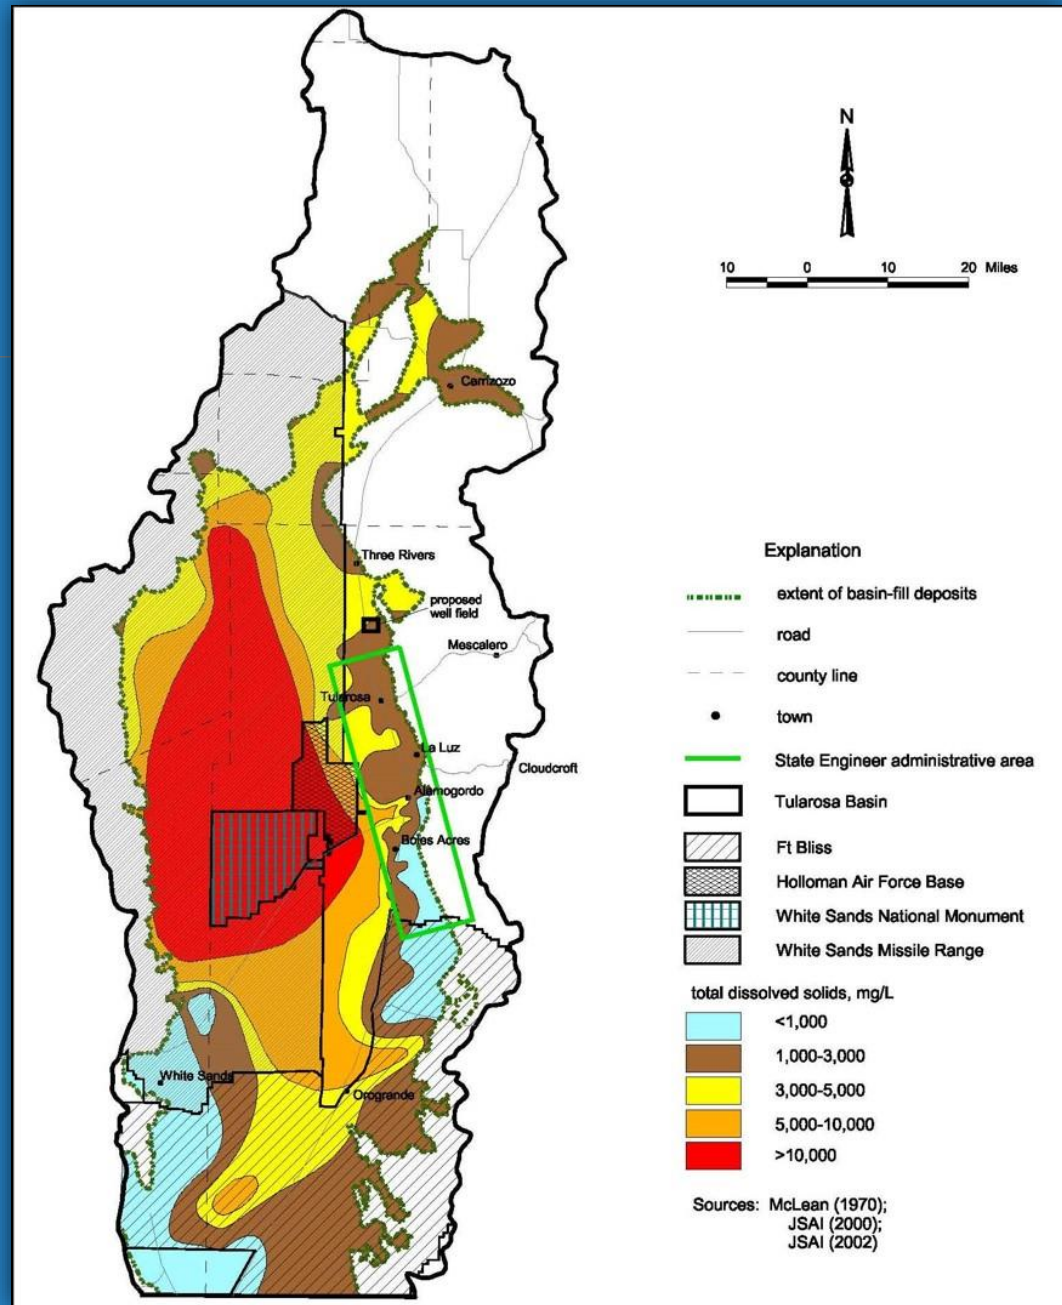 N
10 0 10 20 Miles
Carrizozo
Three Rivers
proposed
well field
Mescalero
Tularosa
La Luz
Cloudcroft
Alamogordo
Boles Acres
White Sands
Orogrande
Explanation
extent of basin-fill deposits
road
county line
town
State Engineer administrative area
Tularosa Basin
Ft Bliss
Holloman Air Force Base
White Sands National Monument
White Sands Missile Range
total dissolved solids, mg/L
<1,000
1,000-3,000
3,000-5,000
5,000-10,000
>10,000
Sources: McLean (1970);
JSAI (2000);
JSAI (2002)